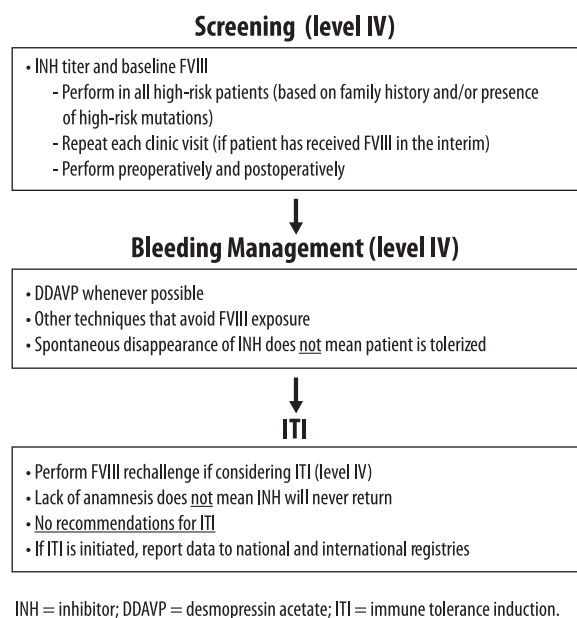 Screening (level IV)
• INH titer and baseline FVIII
- Perform in all high-risk patients (based on family history and/or presence
of high-risk mutations)
- Repeat each clinic visit (if patient has received FVIII in the interim)
- Perform preoperatively and postoperatively
Bleeding Management (level IV)
• DDAVP whenever possible
• Other techniques that avoid FVIII exposure
• Spontaneous disappearance of INH does not mean patient is tolerized
ITI
• Perform FVIII rechallenge if considering ITI (level IV)
• Lack of anamnesis does not mean INH will never return
• No recommendations for ITI
• If ITI is initiated, report data to national and international registries
INH = inhibitor; DDAVP = desmopressin acetate; ITI = immune tolerance induction.